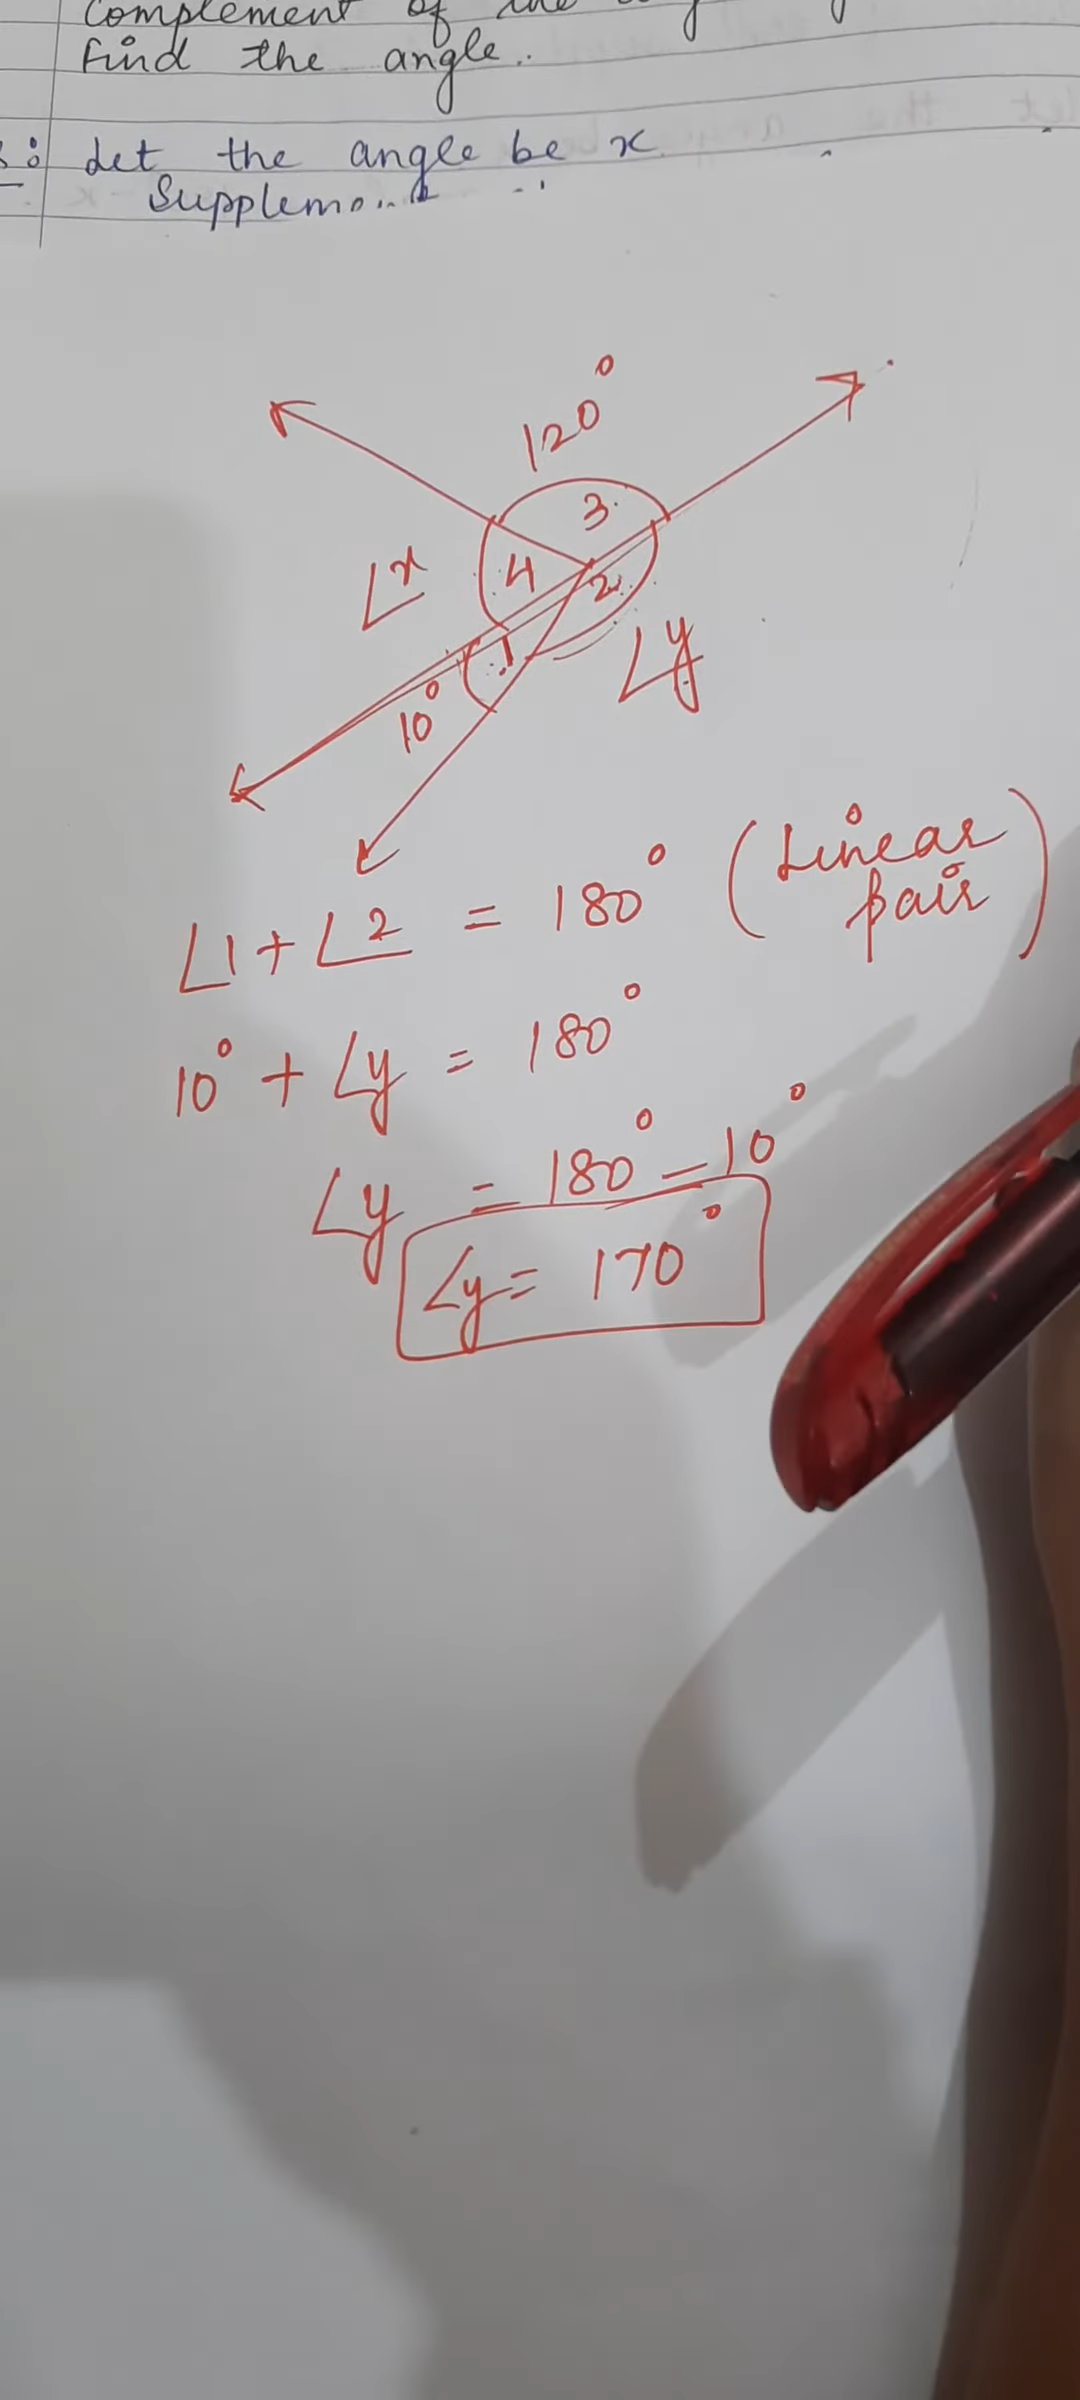 complement of the
find the angle.
Let the angle be x
120°
3
∠x
4
2
1
∠y
10°
∠1 + ∠2 = 180° (Linear
pair)
10° + ∠y = 180°
∠y = 180° - 10°
∠y = 170°